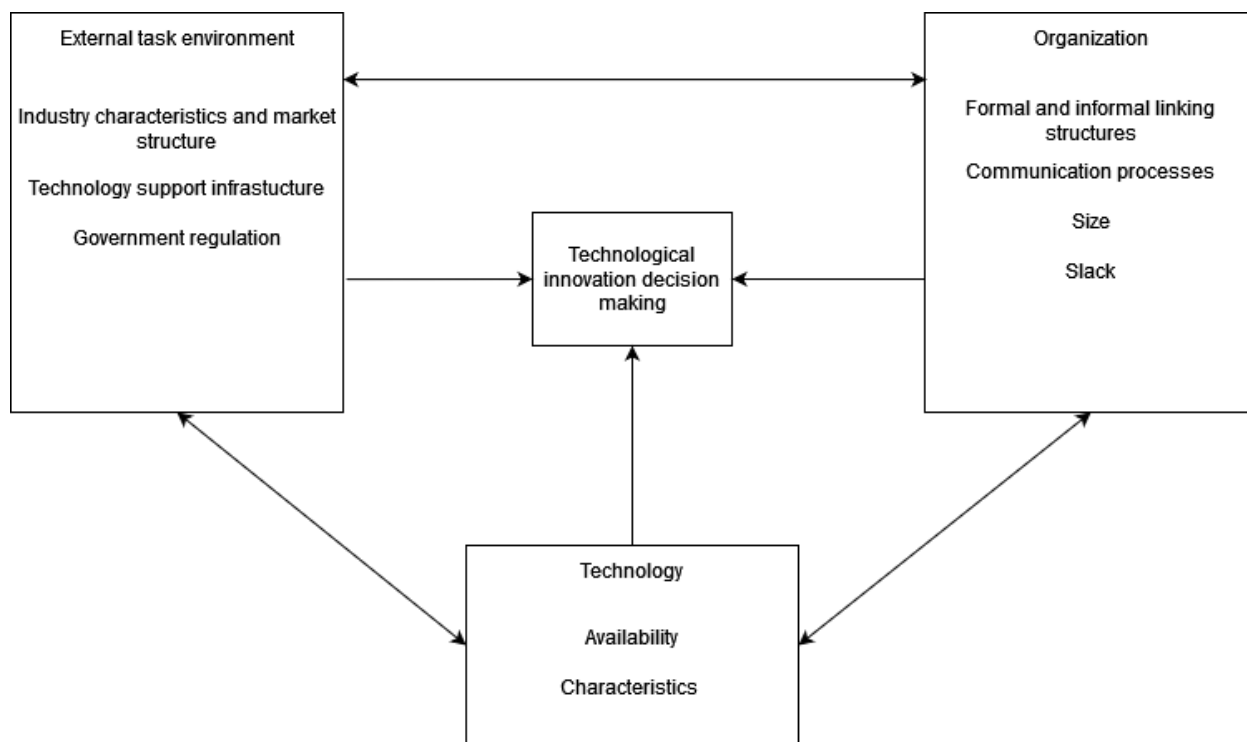 External task environment
Industry characteristics and market
structure
Technology support infrastucture
Government regulation
Technological
innovation decision
making
Organization
Formal and informal linking
structures
Communication processes
Size
Slack
Technology
Availability
Characteristics